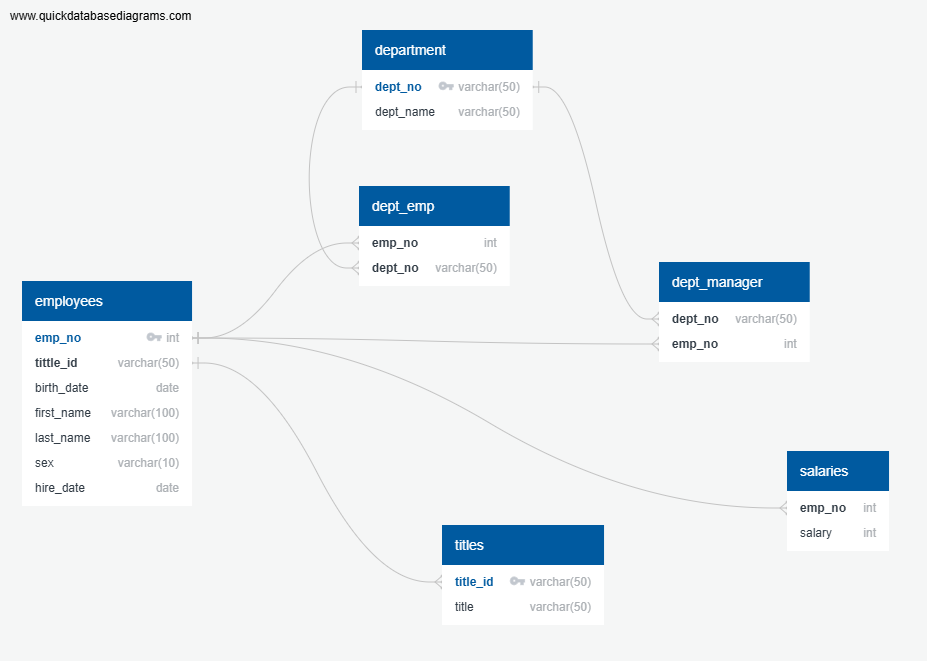 www.quickdatabasediagrams.com
department
dept_no varchar(50)
dept_name varchar(50)
dept_emp
emp_no int
dept_no varchar(50)
dept_manager
dept_no varchar(50)
emp_no int
employees
emp_no int
tittle_id varchar(50)
birth_date date
first_name varchar(100)
last_name varchar(100)
sex varchar(10)
hire_date date
salaries
emp_no int
salary int
titles
title_id varchar(50)
title varchar(50)